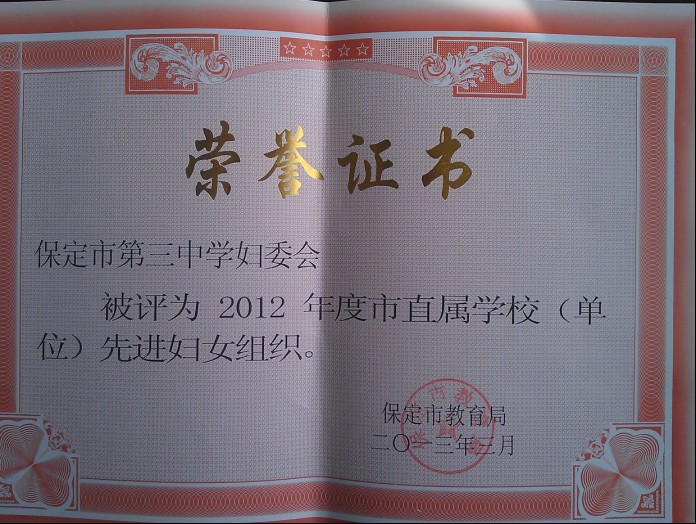 荣誉证书
保定市第三中学妇委会
被评为 2012 年度市直属学校（单
位）先进妇女组织。
保定市教育局
二〇一三年三月